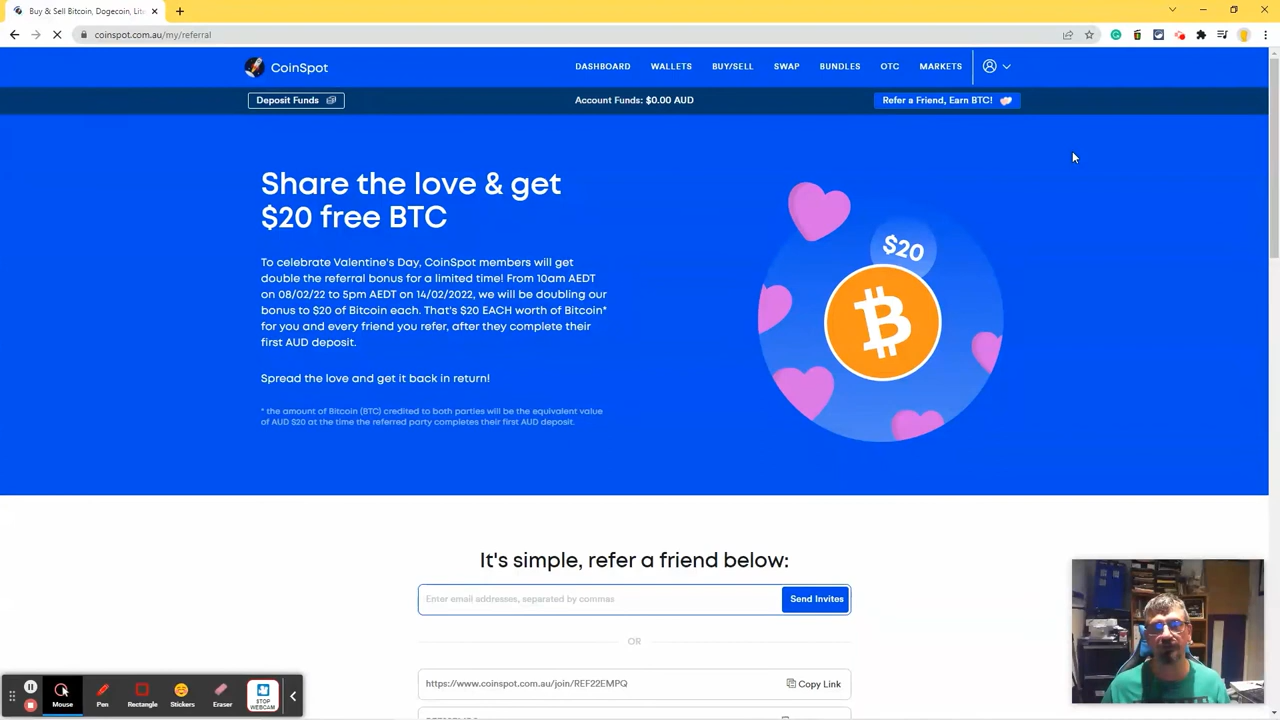 Buy & Sell Bitcoin, Dogecoin, Lit
coinspot.com.au/my/referral
CoinSpot
DASHBOARD WALLETS BUY/SELL SWAP BUNDLES OTC MARKETS
Deposit Funds Account Funds: $0.00 AUD Refer a Friend, Earn BTC!
Share the love & get
$20 free BTC
To celebrate Valentine's Day, CoinSpot members will get
double the referral bonus for a limited time! From 10am AEDT
on 08/02/22 to 5pm AEDT on 14/02/2022, we will be doubling our
bonus to $20 of Bitcoin each. That's $20 EACH worth of Bitcoin*
for you and every friend you refer, after they complete their
first AUD deposit.
Spread the love and get it back in return!
* the amount of Bitcoin (BTC) credited to both parties will be the equivalent value
of AUD $20 at the time the referred party completes their first AUD deposit.
$20
It's simple, refer a friend below:
Enter email addresses, separated by commas Send Invites
OR
https://www.coinspot.com.au/join/REF22EMPQ Copy Link
Mouse Pen Rectangle Stickers Eraser STOP WEBCAM